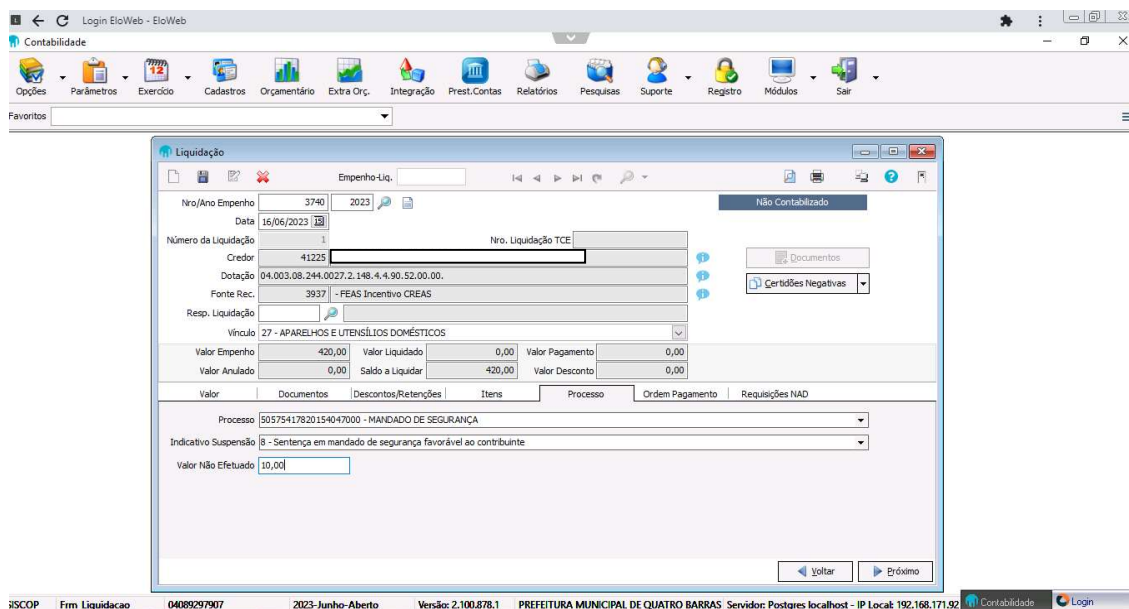 Login EloWeb - EloWeb
Contabilidade
Opções Parâmetros Exercício Cadastros Orçamentário Extra Orç. Integração Prest.Contas Relatórios Pesquisas Suporte Registro Módulos Sair
Favoritos
Liquidação
Empenho-Liq.
Nro/Ano Empenho 3740 2023 Não Contabilizado
Data 16/06/2023
Número da Liquidação 1 Nro. Liquidação TCE
Credor 41225 Documentos
Dotação 04.003.08.244.0027.2.148.4.4.90.52.00.00.
Certidões Negativas
Fonte Rec. 3937 - FEAS Incentivo CREAS
Resp. Liquidação
Vínculo 27 - APARELHOS E UTENSÍLIOS DOMÉSTICOS
Valor Empenho 420,00 Valor Liquidado 0,00 Valor Pagamento 0,00
Valor Anulado 0,00 Saldo a Liquidar 420,00 Valor Desconto 0,00
Valor Documentos Descontos/Retenções Itens Processo Ordem Pagamento Requisições NAD
Processo 50575417820154047000 - MANDADO DE SEGURANÇA
Indicativo Suspensão 8 - Sentença em mandado de segurança favorável ao contribuinte
Valor Não Efetuado 10,00
Voltar Próximo
SISCOP Frm_Liquidacao 04089297907 2023-Junho-Aberto Versão: 2.100.878.1 PREFEITURA MUNICIPAL DE QUATRO BARRAS Servidor: Postgres localhost - IP Local: 192.168.171.92 Contabilidade Login